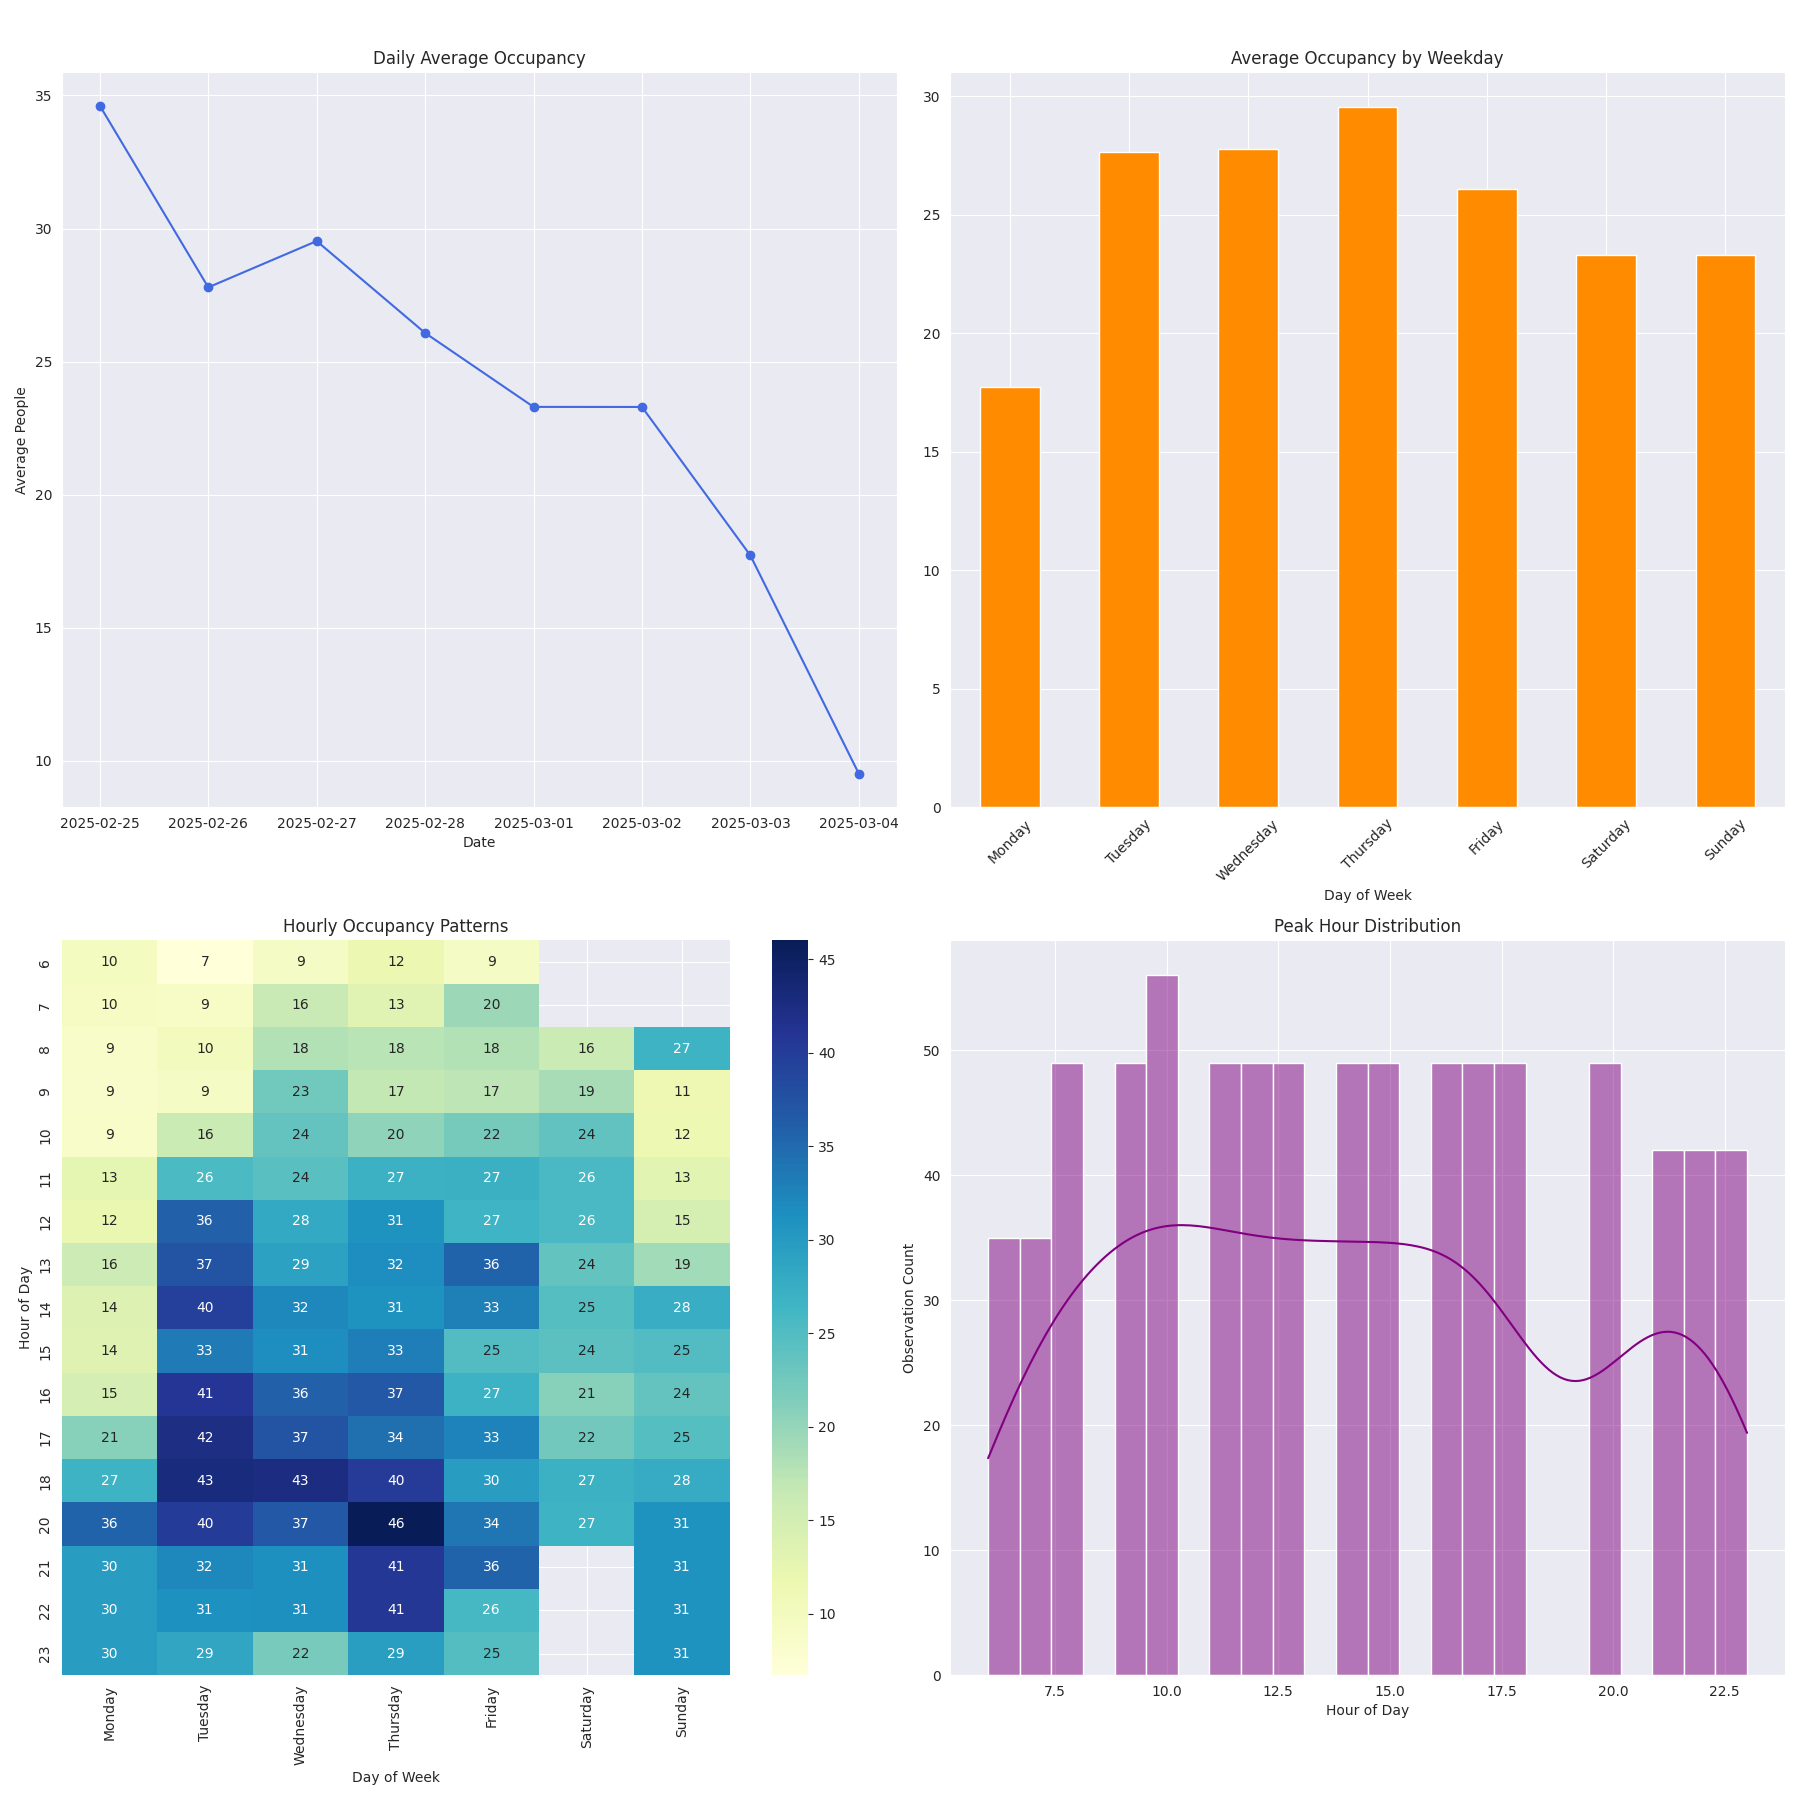 Daily Average Occupancy
35
30
25
20
15
10
Average People
2025-02-25 2025-02-26 2025-02-27 2025-02-28 2025-03-01 2025-03-02 2025-03-03 2025-03-04
Date
Average Occupancy by Weekday
30
25
20
15
10
5
0
Monday Tuesday Wednesday Thursday Friday Saturday Sunday
Day of Week
Hourly Occupancy Patterns
Hour of Day
6 10 7 9 12 9
7 10 9 16 13 20
8 9 10 18 18 18 16 27
9 9 9 23 17 17 19 11
10 9 16 24 20 22 24 12
11 13 26 24 27 27 26 13
12 12 36 28 31 27 26 15
13 16 37 29 32 36 24 19
14 14 40 32 31 33 25 28
15 14 33 31 33 25 24 25
16 15 41 36 37 27 21 24
17 21 42 37 34 33 22 25
18 27 43 43 40 30 27 28
20 36 40 37 46 34 27 31
21 30 32 31 41 36 31
22 30 31 31 41 26 31
23 30 29 22 29 25 31
Monday Tuesday Wednesday Thursday Friday Saturday Sunday
Day of Week
45
40
35
30
25
20
15
10
Peak Hour Distribution
Observation Count
50
40
30
20
10
0
7.5 10.0 12.5 15.0 17.5 20.0 22.5
Hour of Day